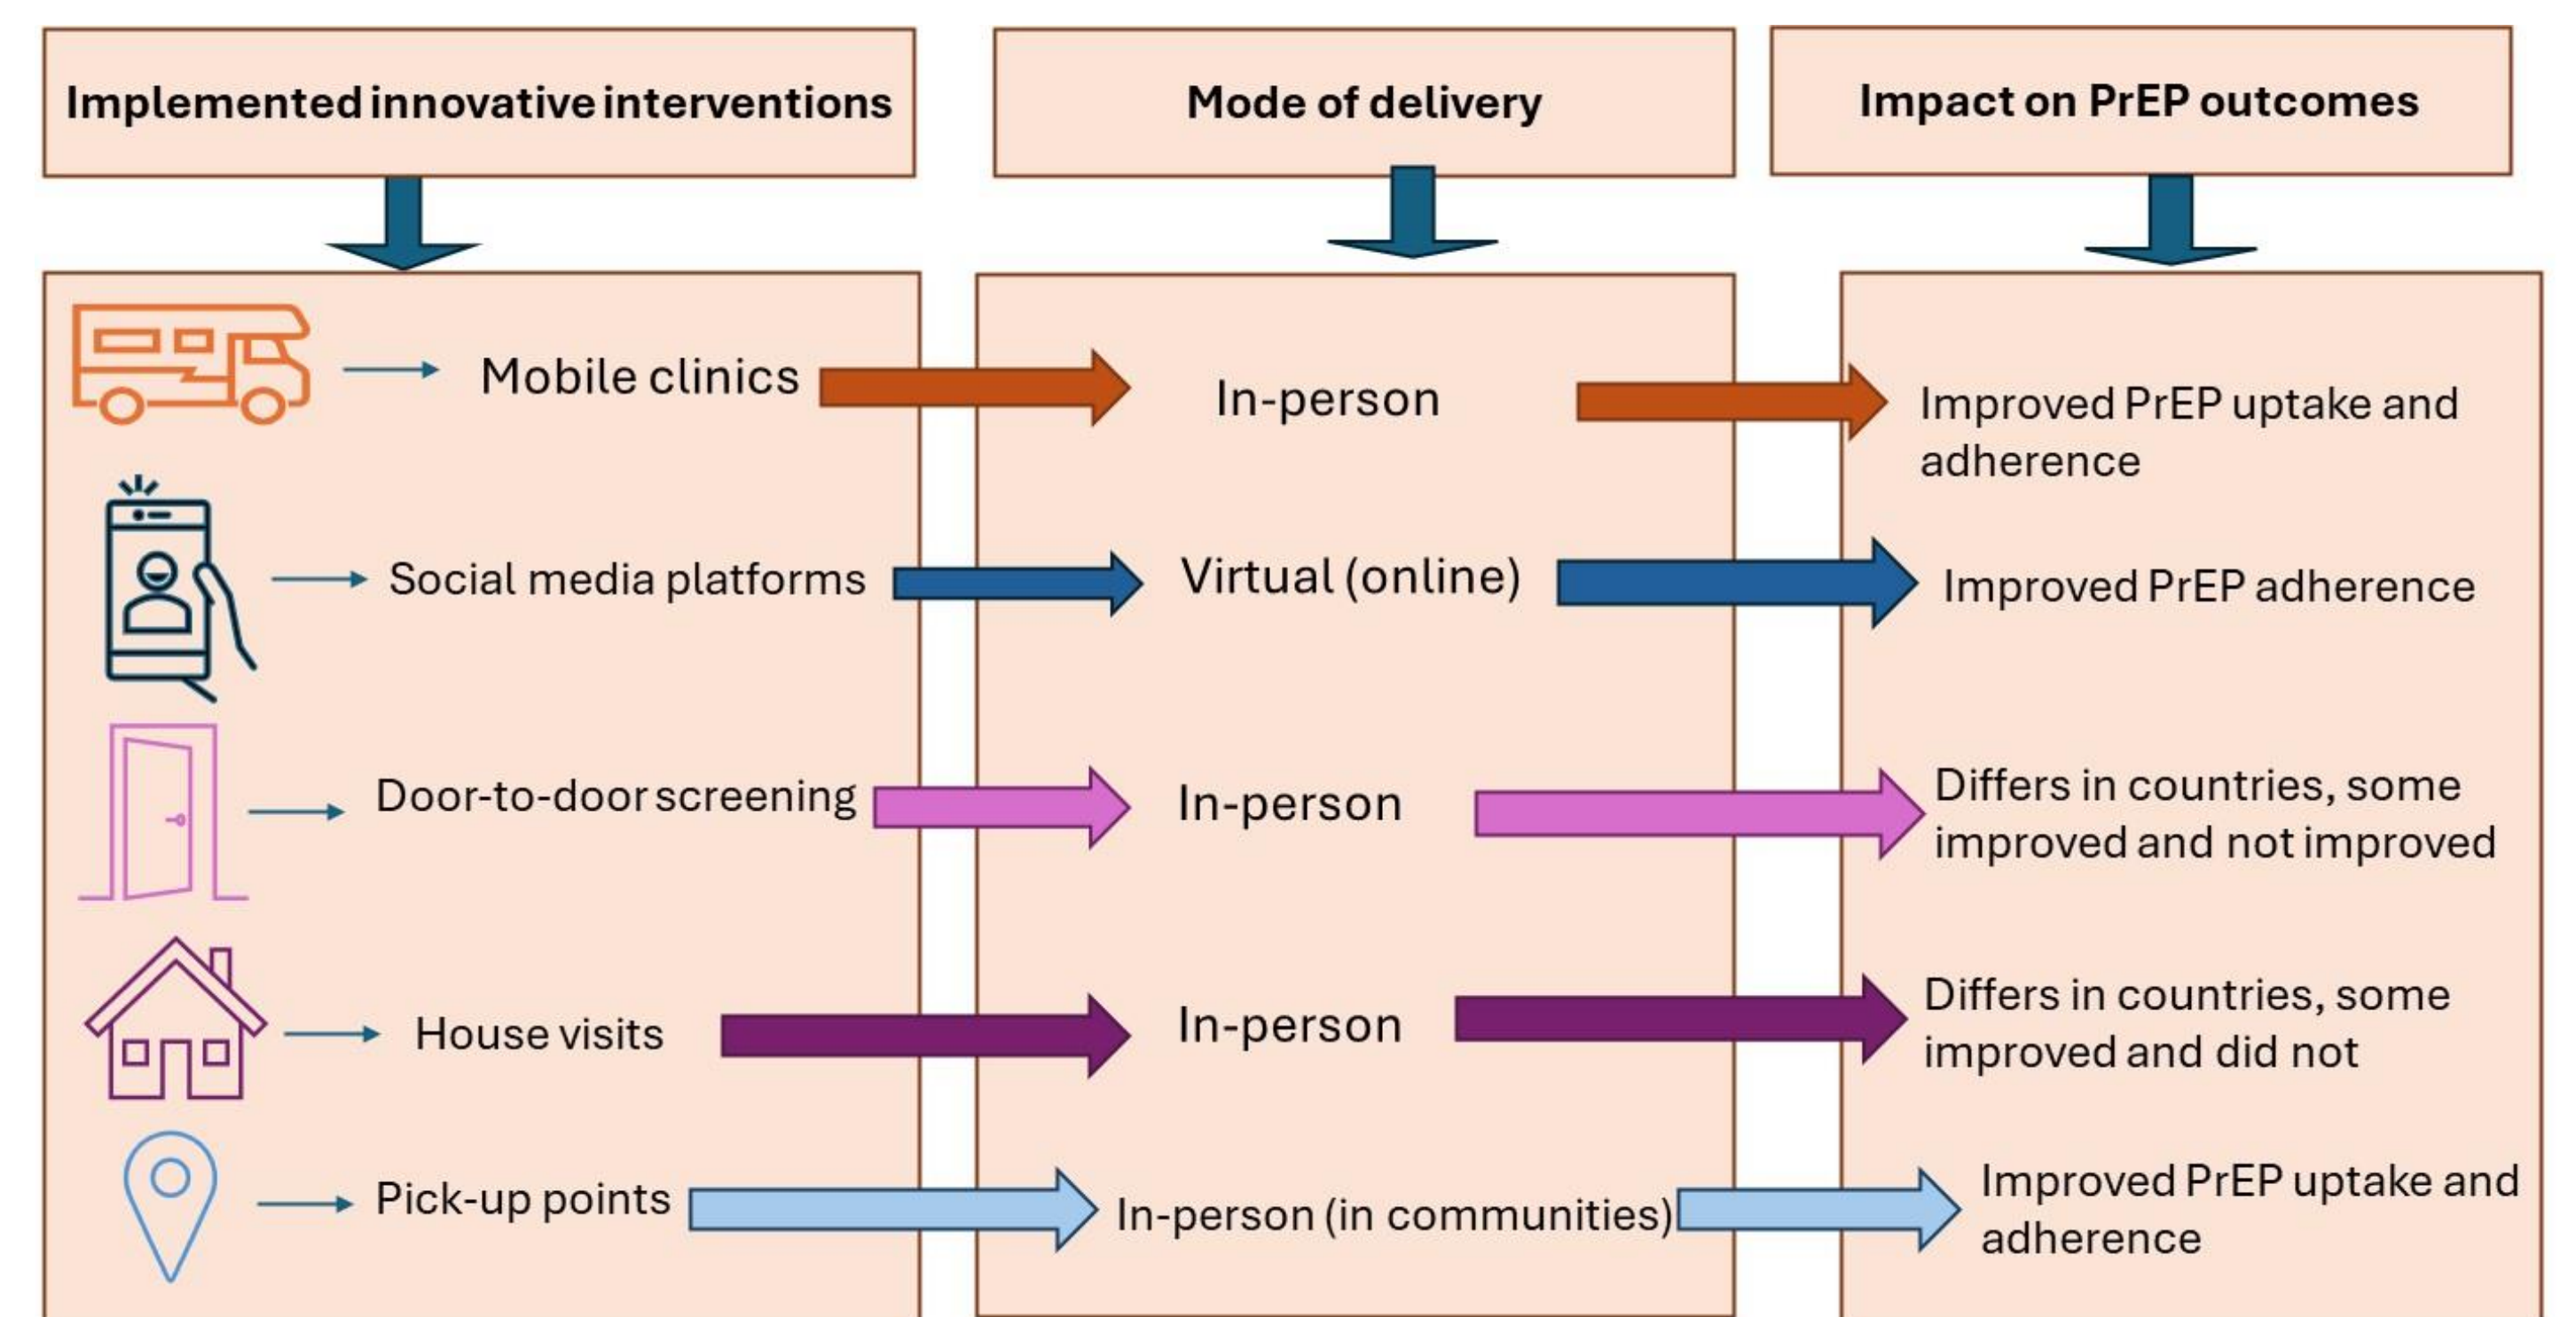 Implemented innovative interventions
Mode of delivery
Impact on PrEP outcomes
Mobile clinics
In-person
Improved PrEP uptake and
adherence
Social media platforms
Virtual (online)
Improved PrEP adherence
Door-to-door screening
In-person
Differs in countries, some
improved and not improved
House visits
In-person
Differs in countries, some
improved and did not
Pick-up points
In-person (in communities)
Improved PrEP uptake and
adherence